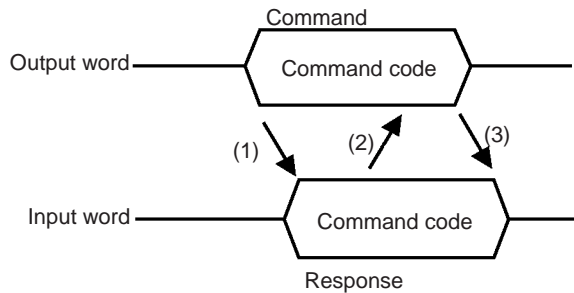 Command
Output word
Command code
(1)
(2)
(3)
Input word
Command code
Response